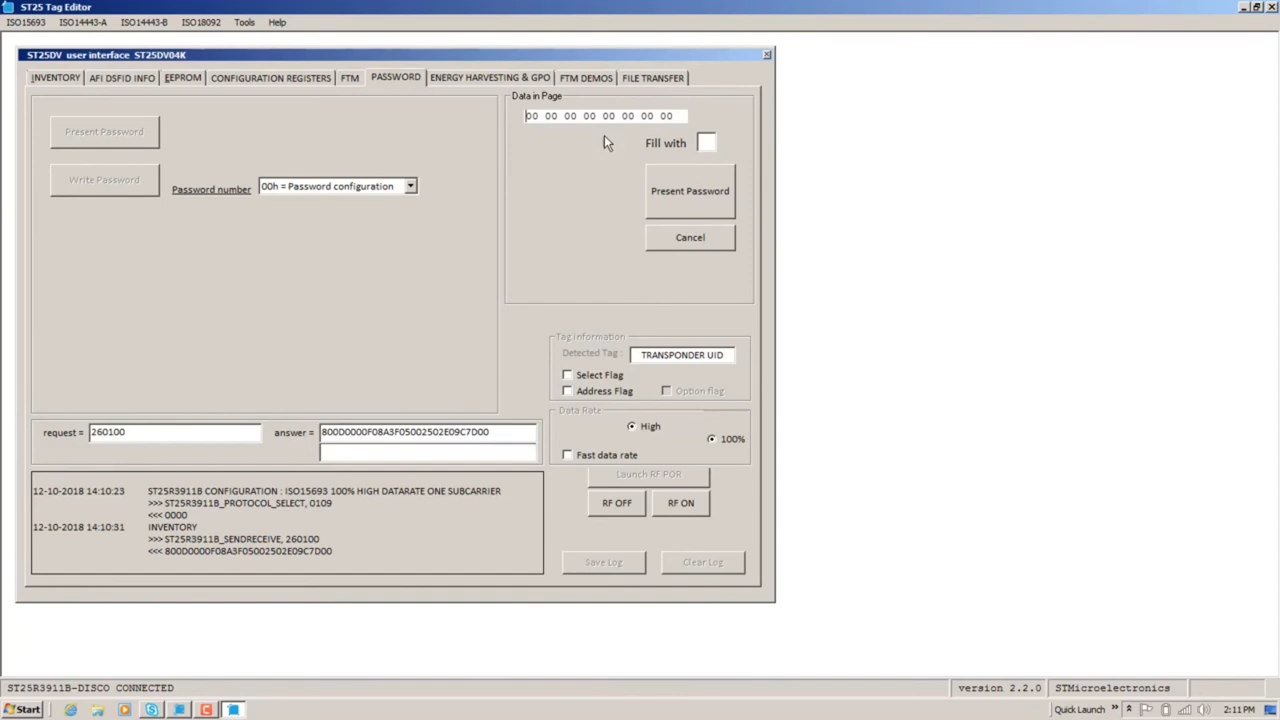 ST25 Tag Editor
ISO15693 ISO14443-A ISO14443-B ISO18092 Tools Help
ST25DV user interface ST25DV04K
INVENTORY AFI DSFID INFO EEPROM CONFIGURATION REGISTERS FTM PASSWORD ENERGY HARVESTING & GPO FTM DEMOS FILE TRANSFER
Data in Page
00 00 00 00 00 00 00 00
Present Password
Fill with
Write Password
Password number 00h = Password configuration
Present Password
Cancel
Tag information
Detected Tag : TRANSPONDER UID
Select Flag
Address Flag Option flag
Data Rate
High
100%
Fast data rate
request = 260100 answer = 800D0000F08A3F05002502E09C7D00
Launch RF POR
RF OFF RF ON
12-10-2018 14:10:23 ST25R3911B CONFIGURATION : ISO15693 100% HIGH DATARATE ONE SUBCARRIER
>>> ST25R3911B_PROTOCOL_SELECT, 0109
<<< 0000
12-10-2018 14:10:31 INVENTORY
>>> ST25R3911B_SENDRECEIVE, 260100
<<< 800D0000F08A3F05002502E09C7D00
Save Log Clear Log
ST25R3911B-DISCO CONNECTED version 2.2.0 STMicroelectronics
Start Quick Launch 2:11 PM